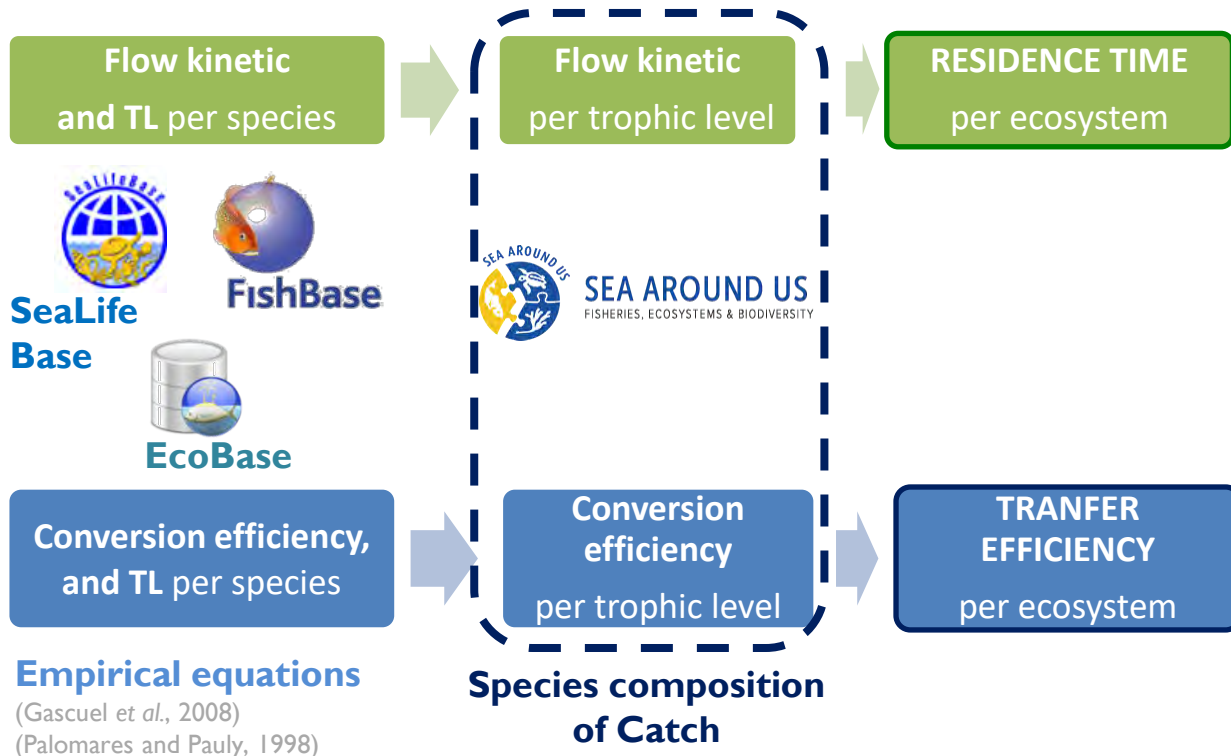 Flow kinetic
and TL per species
Flow kinetic
per trophic level
RESIDENCE TIME
per ecosystem
SeaLifeBase
SeaLife
Base
FishBase
EcoBase
SEA AROUND US
SEA AROUND US
FISHERIES, ECOSYSTEMS & BIODIVERSITY
Conversion efficiency,
and TL per species
Conversion
efficiency
per trophic level
TRANFER
EFFICIENCY
per ecosystem
Empirical equations
(Gascuel et al., 2008)
(Palomares and Pauly, 1998)
Species composition
of Catch